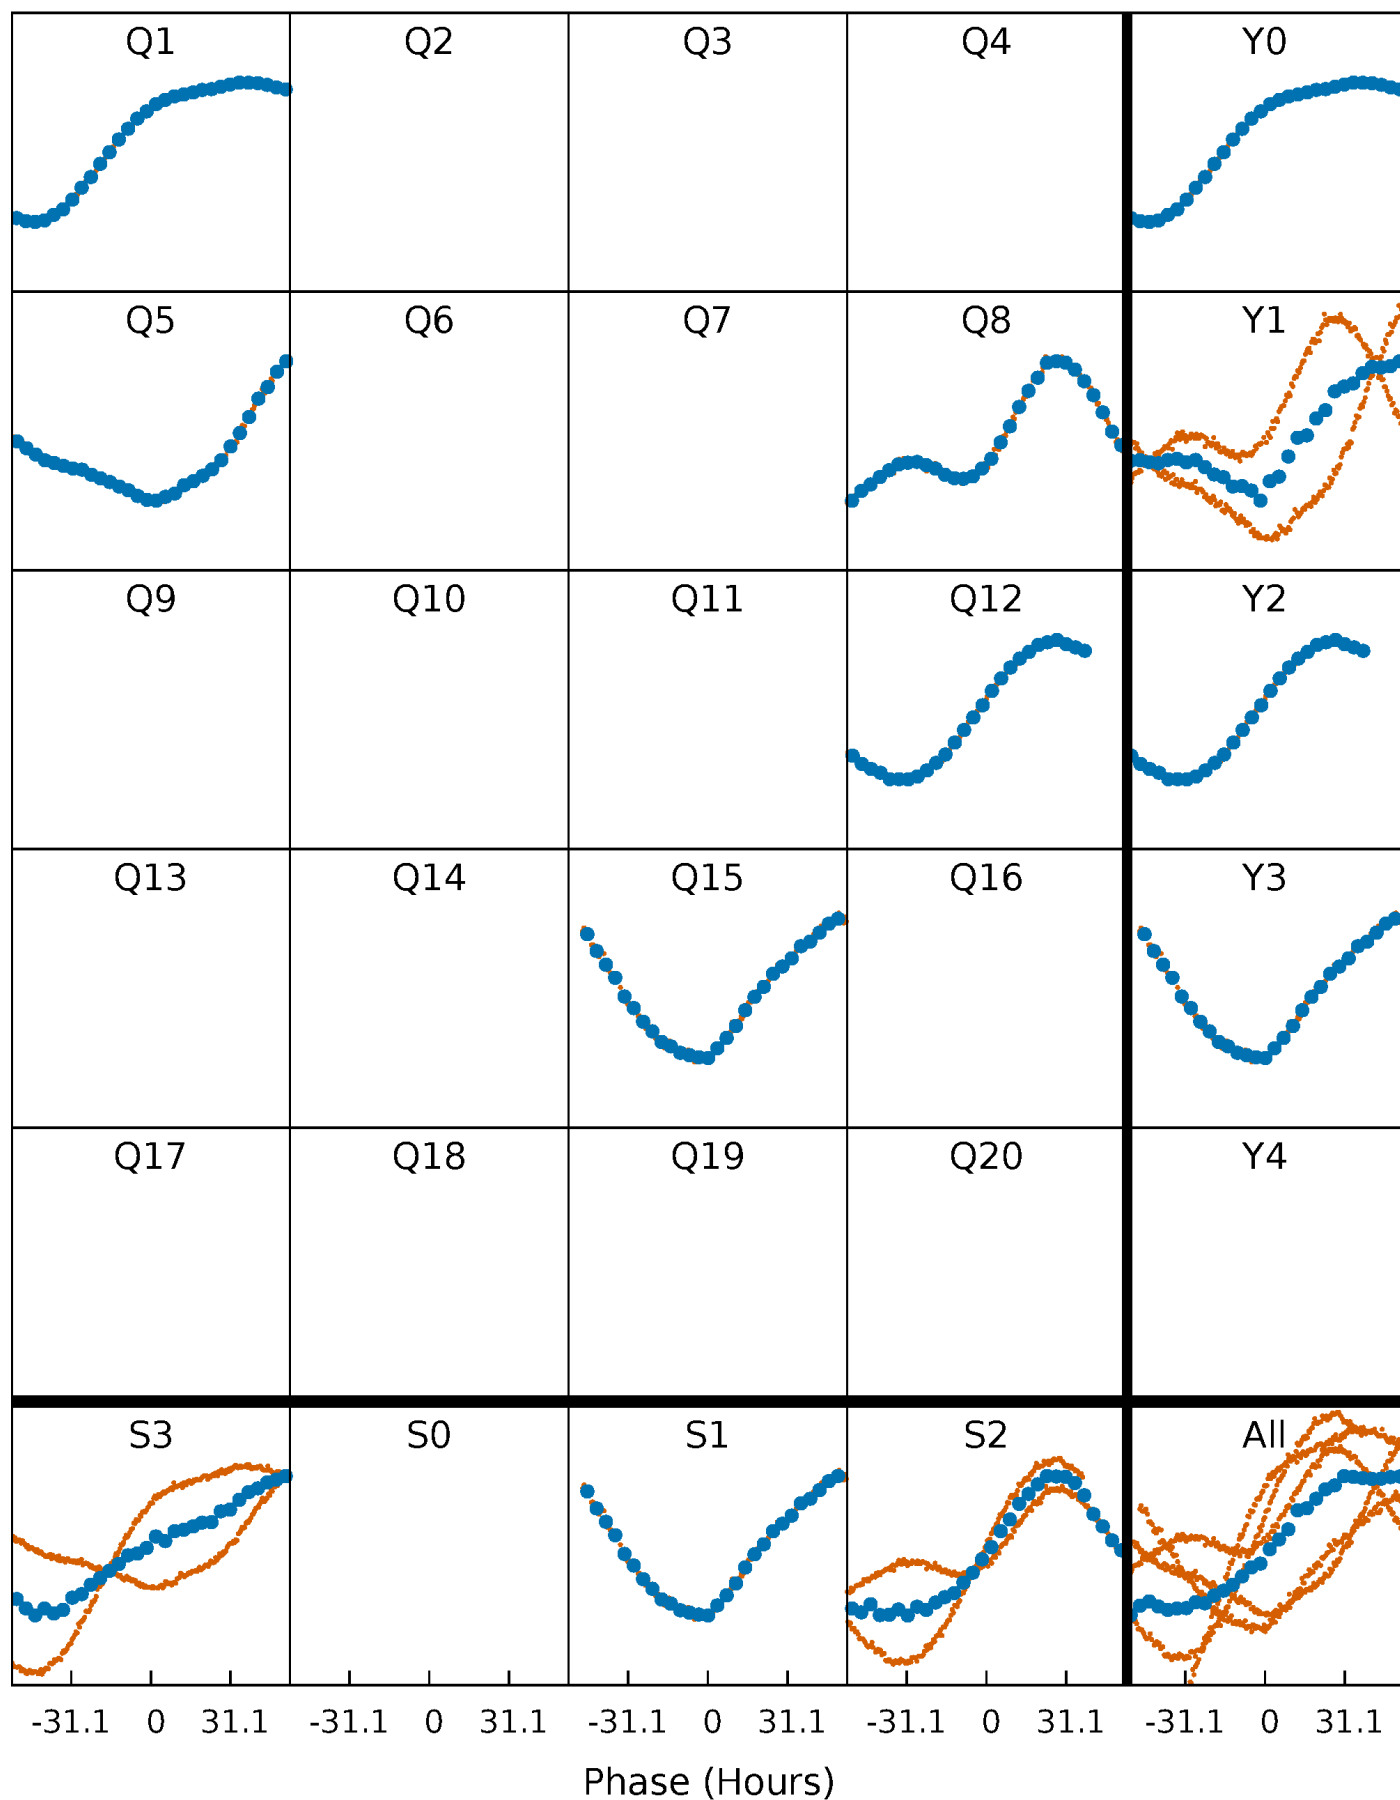 Q1 Q2 Q3 Q4 Y0
Q5 Q6 Q7 Q8 Y1
Q9 Q10 Q11 Q12 Y2
Q13 Q14 Q15 Q16 Y3
Q17 Q18 Q19 Q20 Y4
S3 S0 S1 S2 All
-31.1 0 31.1 -31.1 0 31.1 -31.1 0 31.1 -31.1 0 31.1 -31.1 0 31.1
Phase (Hours)